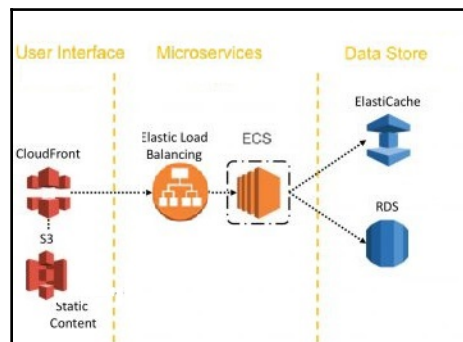 User Interface
Microservices
Data Store
ElastiCache
CloudFront
Elastic Load
Balancing
ECS
RDS
S3
Static
Content